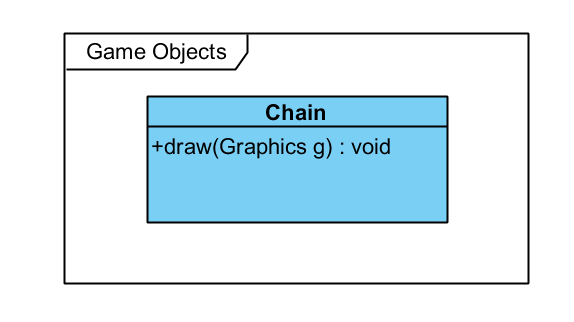 Game Objects
Chain
+draw(Graphics g) : void